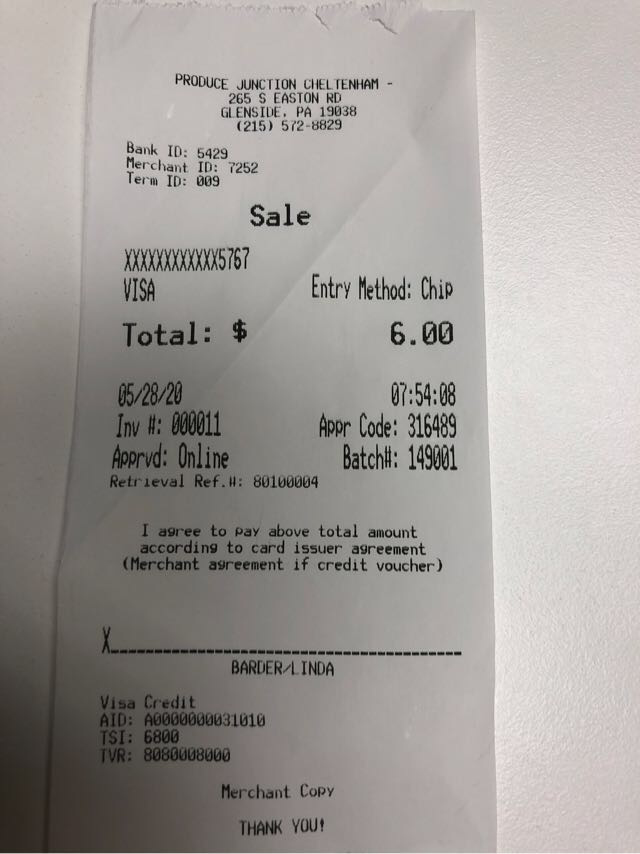 PRODUCE JUNCTION CHELTENHAM -
265 S EASTON RD
GLENSIDE, PA 19038
(215) 572-8829
Bank ID: 5429
Merchant ID: 7252
Term ID: 009
Sale
XXXXXXXXXXXX5767
VISA Entry Method: Chip
Total: $ 6.00
05/28/20 07:54:08
Inv #: 000011 Appr Code: 316489
Apprvd: Online Batch#: 149001
Retrieval Ref.#: 80100004
I agree to pay above total amount
according to card issuer agreement
(Merchant agreement if credit voucher)
X
BARDER/LINDA
Visa Credit
AID: A0000000031010
TSI: 6800
TVR: 8080008000
Merchant Copy
THANK YOU!